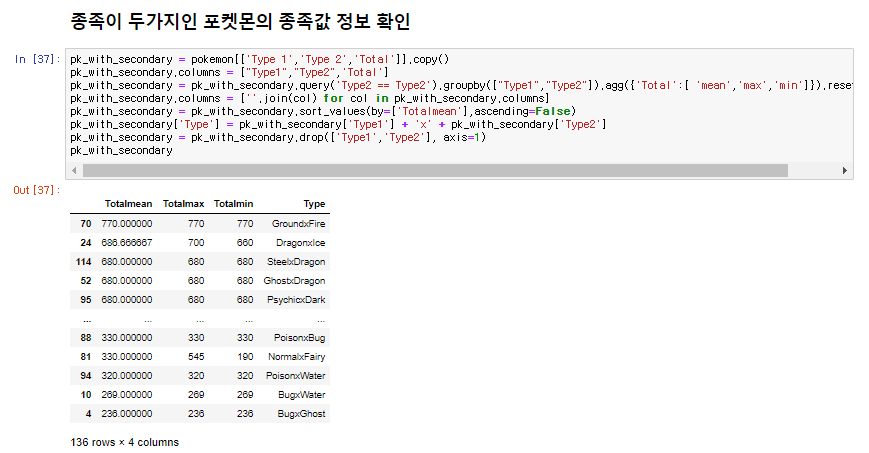 종족이 두가지인 포켓몬의 종족값 정보 확인
In [37]: pk_with_secondary = pokemon[['Type 1','Type 2','Total']].copy()
pk_with_secondary.columns = ["Type1","Type2",'Total']
pk_with_secondary = pk_with_secondary.query('Type2 == Type2').groupby(["Type1","Type2"]).agg({'Total':[ 'mean','max','min']}).rese
pk_with_secondary.columns = [''.join(col) for col in pk_with_secondary.columns]
pk_with_secondary = pk_with_secondary.sort_values(by=['Totalmean'],ascending=False)
pk_with_secondary['Type'] = pk_with_secondary['Type1'] + 'x' + pk_with_secondary['Type2']
pk_with_secondary = pk_with_secondary.drop(['Type1','Type2'], axis=1)
pk_with_secondary
Out[37]:
Totalmean Totalmax Totalmin Type
70 770.000000 770 770 GroundxFire
24 686.666667 700 660 DragonxIce
114 680.000000 680 680 SteelxDragon
52 680.000000 680 680 GhostxDragon
95 680.000000 680 680 PsychicxDark
... ... ... ... ...
88 330.000000 330 330 PoisonxBug
81 330.000000 545 190 NormalxFairy
94 320.000000 320 320 PoisonxWater
10 269.000000 269 269 BugxWater
4 236.000000 236 236 BugxGhost
136 rows × 4 columns